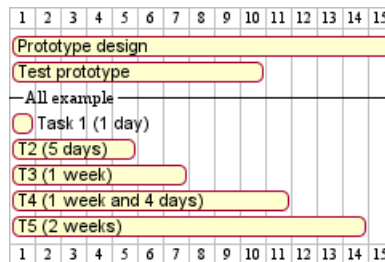 1 2 3 4 5 6 7 8 9 10 11 12 13 14 15
Prototype design
Test prototype
All example
Task 1 (1 day)
T2 (5 days)
T3 (1 week)
T4 (1 week and 4 days)
T5 (2 weeks)
1 2 3 4 5 6 7 8 9 10 11 12 13 14 15